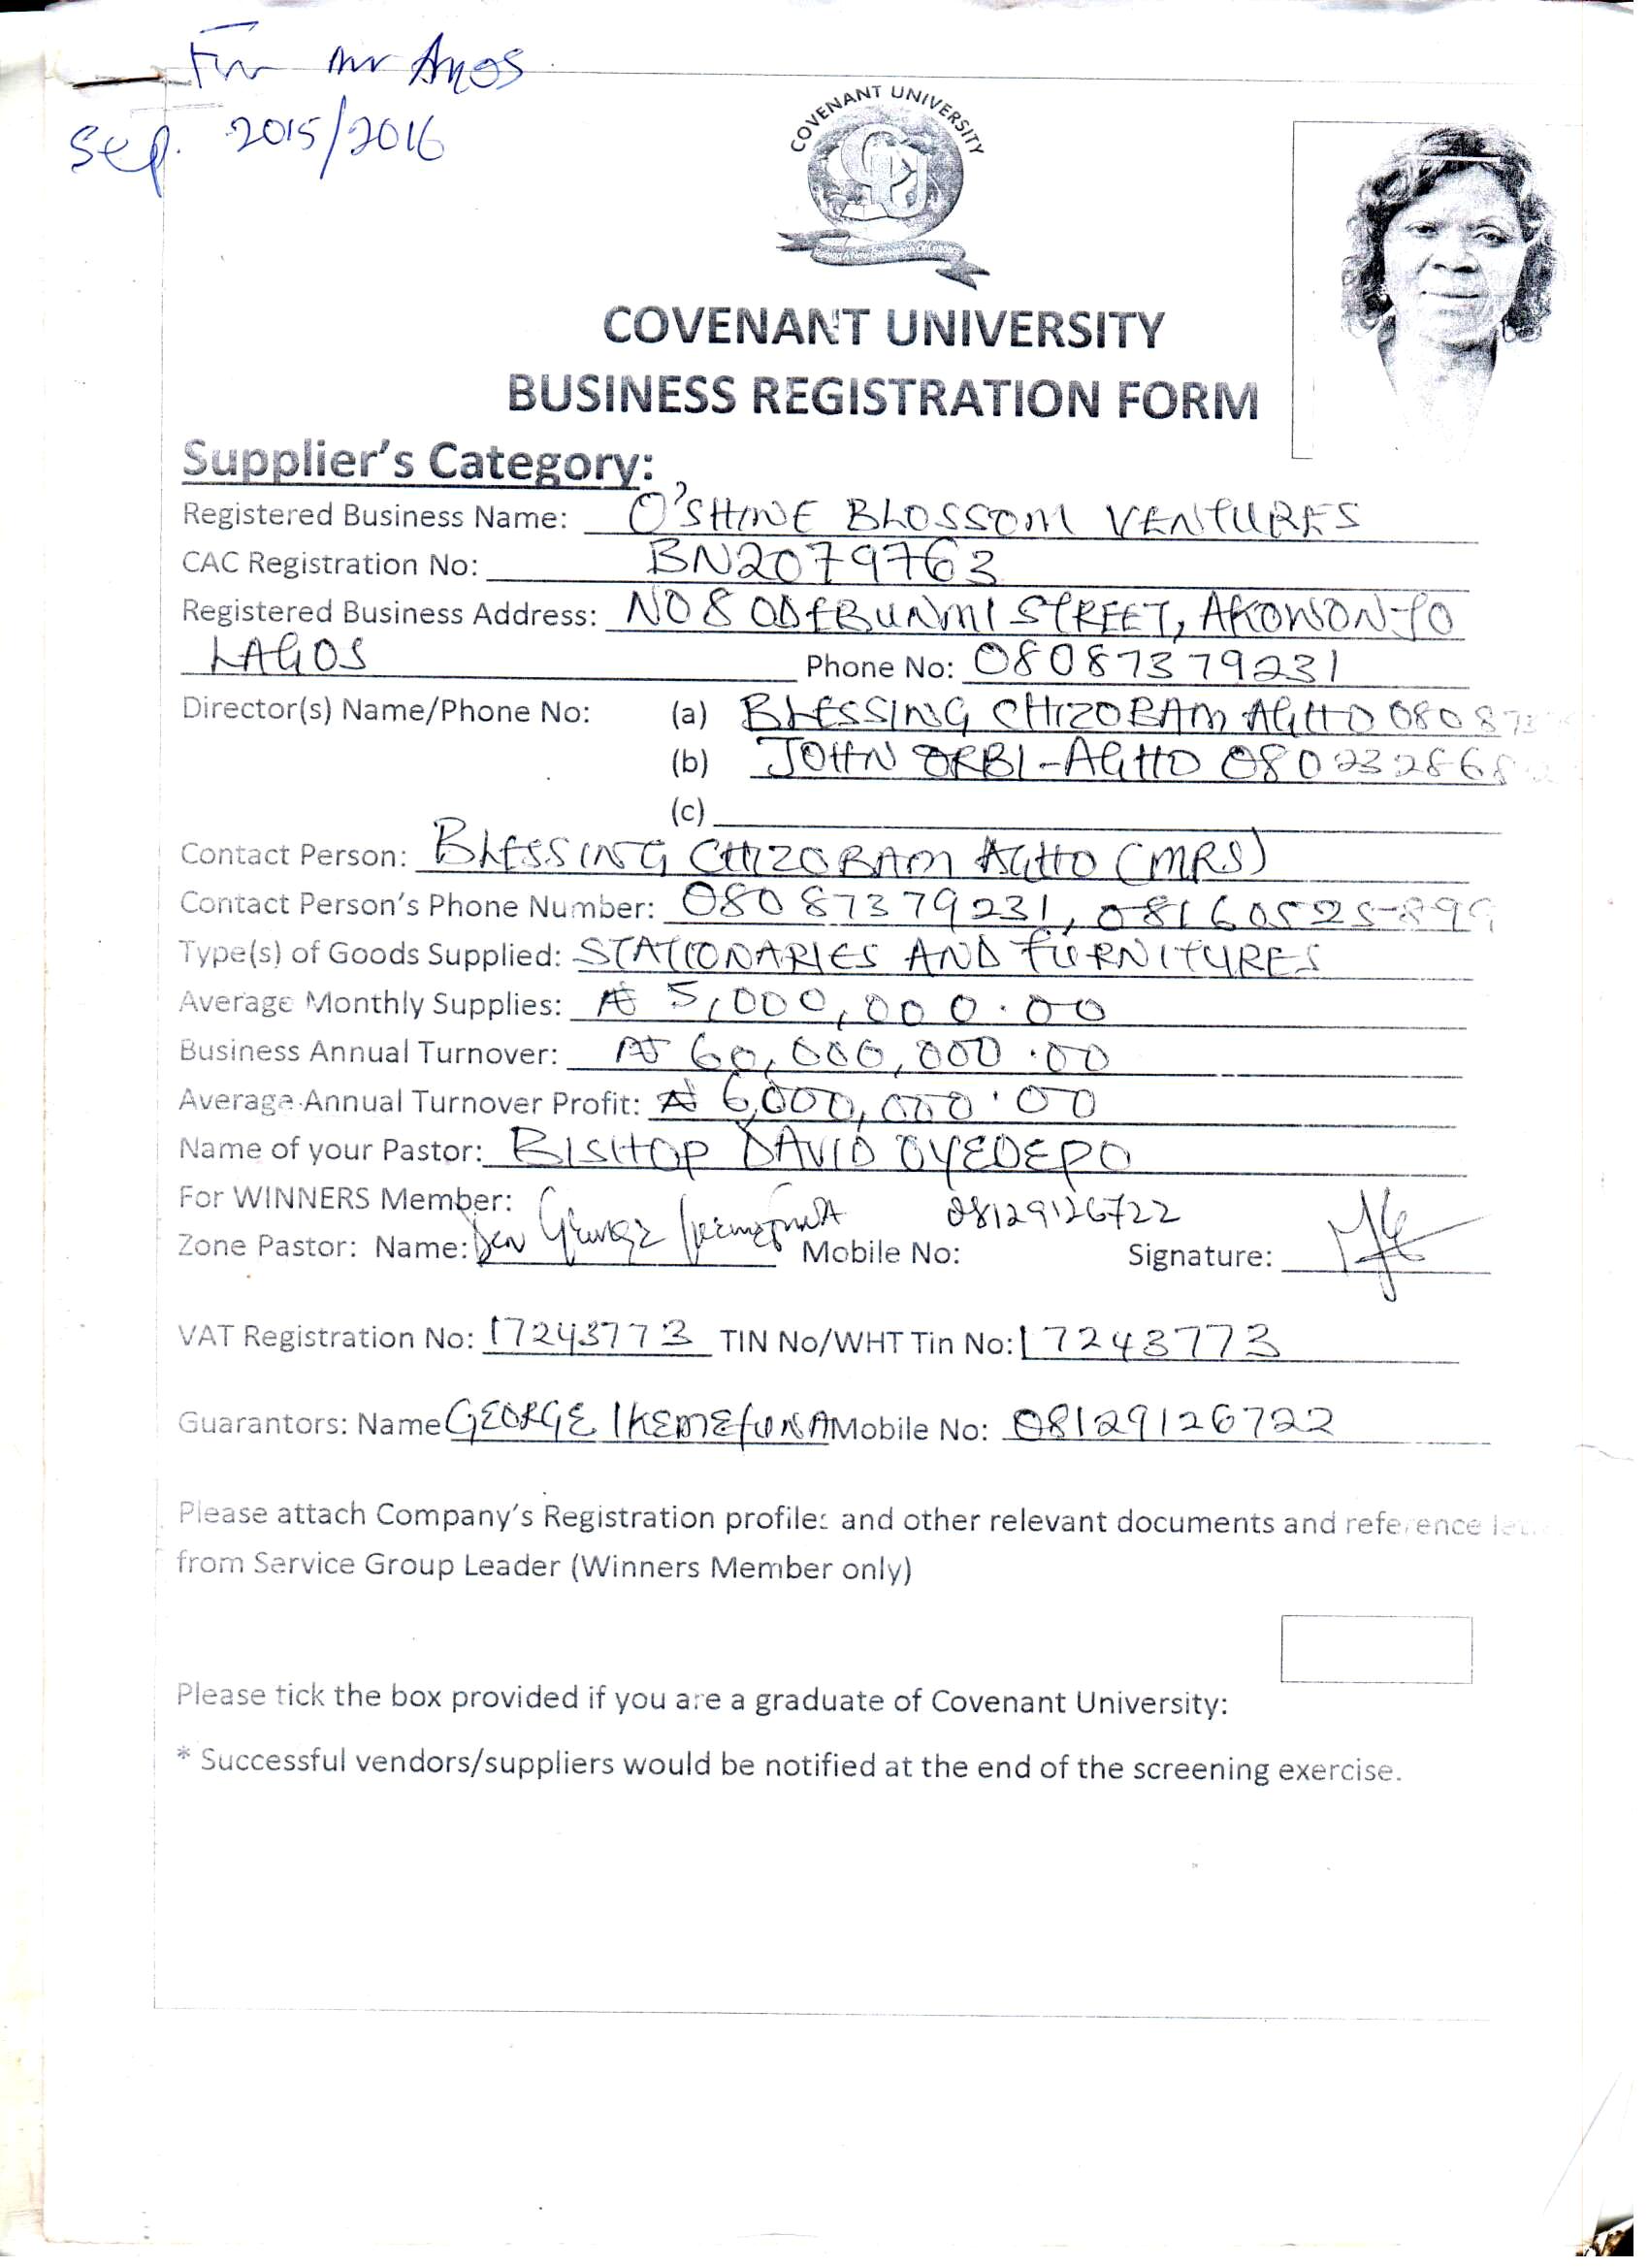 For Mr Amos
Sep. 2015/2016
COVENANT UNIVERSITY
COVENANT UNIVERSITY
BUSINESS REGISTRATION FORM
Supplier's Category:
Registered Business Name: O'SHINE BLOSSOM VENTURES
CAC Registration No: BN2079763
Registered Business Address: NO 8 ODEBUNMI STREET, AKOWONJO
LAGOS Phone No: 08087379231
Director(s) Name/Phone No: (a) BLESSING CHIZOBAM AGHO 080873
(b) JOHN ORBI-AGHO 080232868
(c)
Contact Person: BLESSING CHIZOBAM AGHO (MRS)
Contact Person's Phone Number: 08087379231, 08160525899
Type(s) of Goods Supplied: STATIONARIES AND FURNITURES
Average Monthly Supplies: ₦ 5,000,000.00
Business Annual Turnover: ₦ 60,000,000.00
Average Annual Turnover Profit: ₦ 6,000,000.00
Name of your Pastor: BISHOP DAVID OYEDEPO
For WINNERS Member:
Zone Pastor: Name: Dcn George Ikemefuna Mobile No: 08129126722 Signature:
VAT Registration No: 17243773 TIN No/WHT Tin No: 17243773
Guarantors: Name GEORGE IKEMEFUNA Mobile No: 08129126722
Please attach Company's Registration profiles and other relevant documents and reference
from Service Group Leader (Winners Member only)
Please tick the box provided if you are a graduate of Covenant University:
* Successful vendors/suppliers would be notified at the end of the screening exercise.